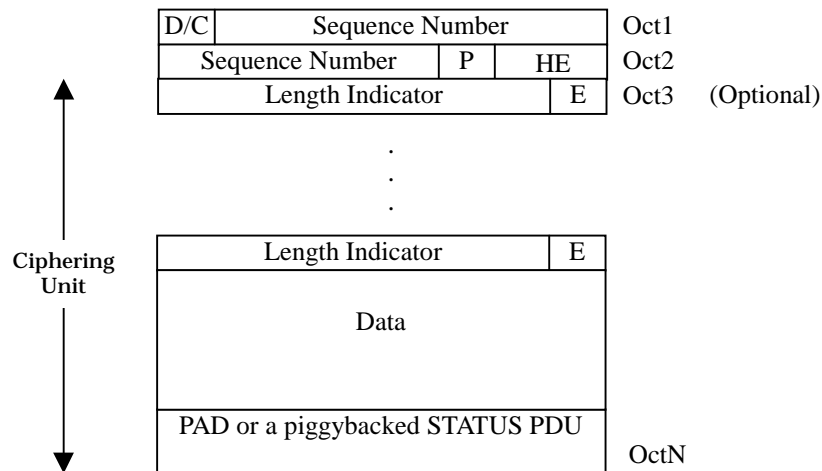 D/C Sequence Number Oct1
Sequence Number P HE Oct2
Length Indicator E Oct3 (Optional)
.
.
.
Length Indicator E
Ciphering
Unit
Data
PAD or a piggybacked STATUS PDU
OctN